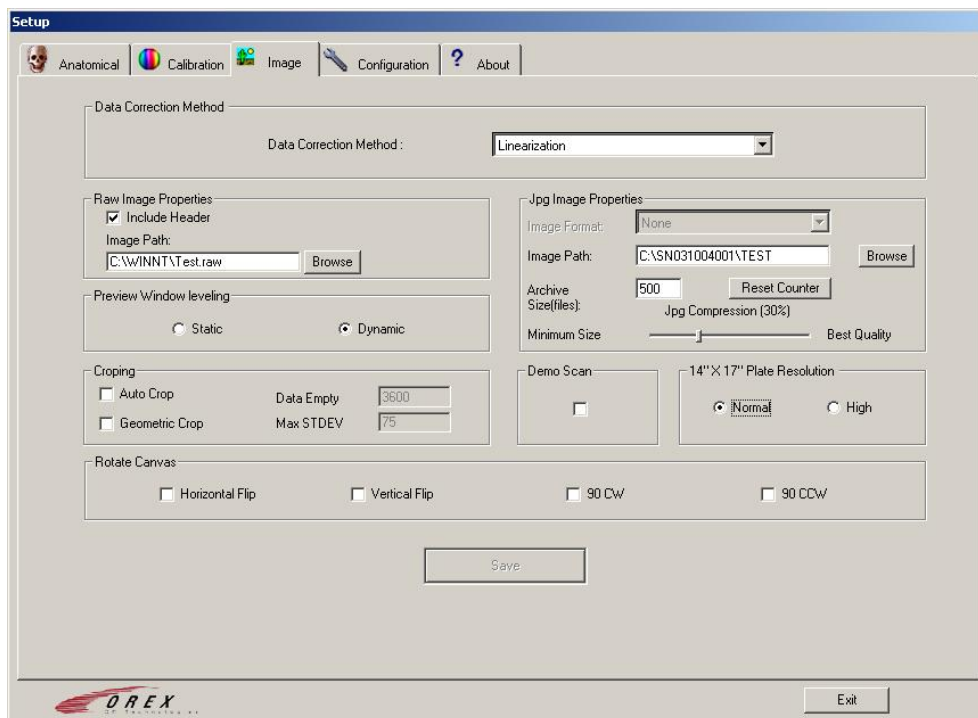 Setup
Anatomical Calibration Image Configuration ? About
Data Correction Method
Data Correction Method : Linearization
Raw Image Properties
Include Header
Image Path:
C:\WINNT\Test.raw Browse
Preview Window leveling
Static Dynamic
Jpg Image Properties
Image Format: None
Image Path: C:\SN031004001\TEST Browse
Archive Size(files): 500 Reset Counter
Jpg Compression (30%)
Minimum Size Best Quality
Croping
Auto Crop Data Empty 3600
Geometric Crop Max STDEV 75
Demo Scan
14" X 17" Plate Resolution
Normal High
Rotate Canvas
Horizontal Flip Vertical Flip 90 CW 90 CCW
Save
OREX
Exit